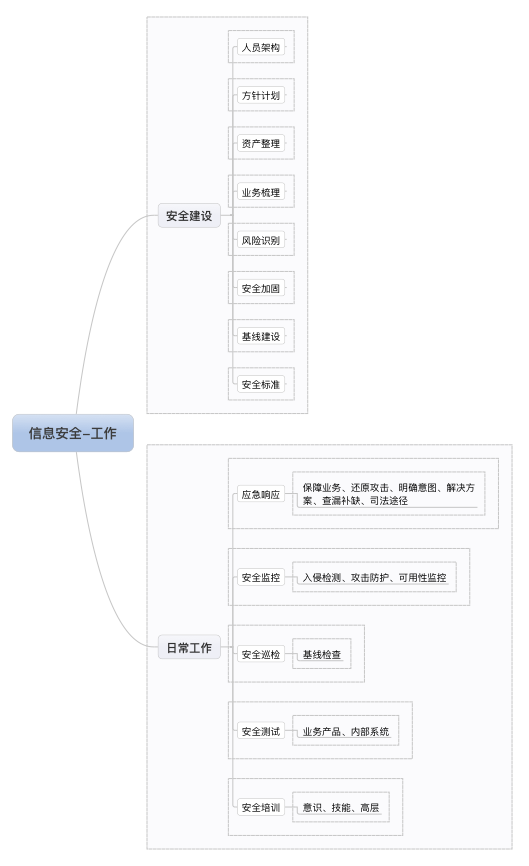 信息安全-工作
安全建设
人员架构
方针计划
资产整理
业务梳理
风险识别
安全加固
基线建设
安全标准
日常工作
应急响应
保障业务、还原攻击、明确意图、解决方
案、查漏补缺、司法途径
安全监控
入侵检测、攻击防护、可用性监控
安全巡检
基线检查
安全测试
业务产品、内部系统
安全培训
意识、技能、高层